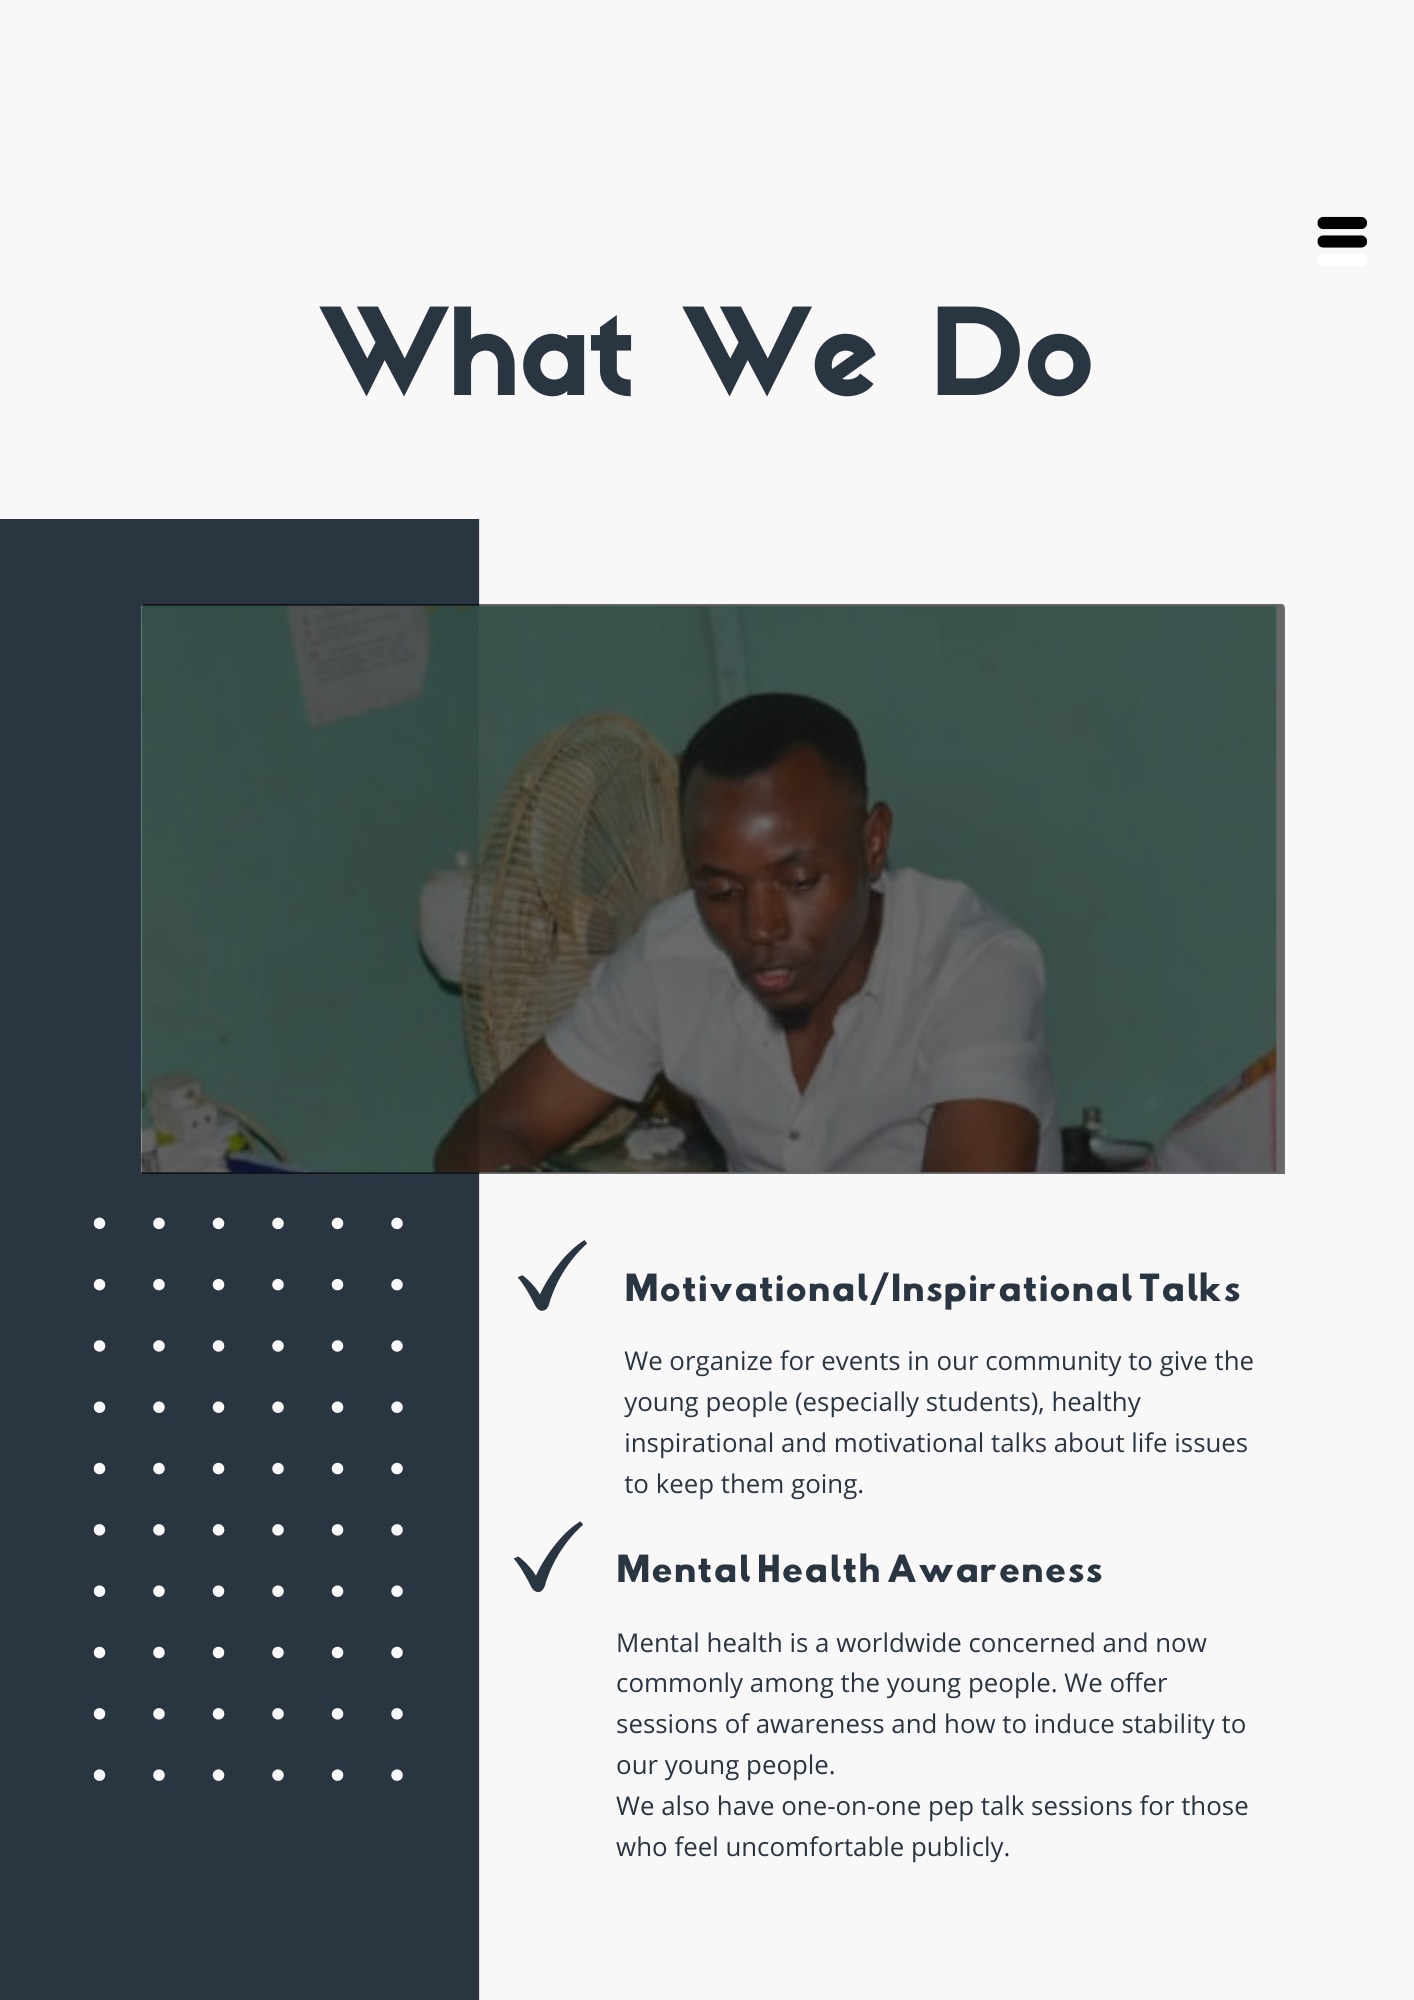 What We Do
Motivational/Inspirational Talks
We organize for events in our community to give the
young people (especially students), healthy
inspirational and motivational talks about life issues
to keep them going.
Mental Health Awareness
Mental health is a worldwide concerned and now
commonly among the young people. We offer
sessions of awareness and how to induce stability to
our young people.
We also have one-on-one pep talk sessions for those
who feel uncomfortable publicly.